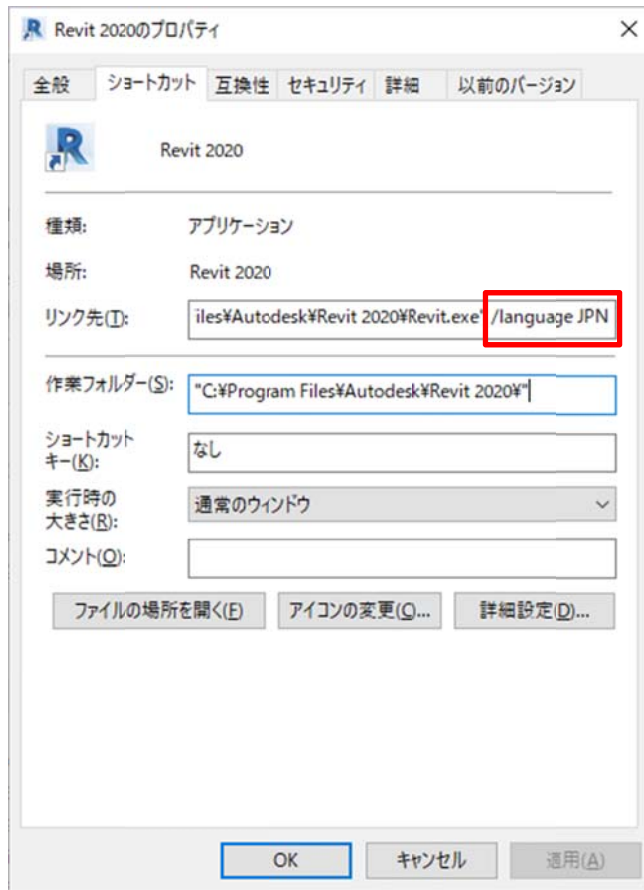 Revit 2020のプロパティ
全般 ショートカット 互換性 セキュリティ 詳細 以前のバージョン
Revit 2020
種類: アプリケーション
場所: Revit 2020
リンク先(T): iles¥Autodesk¥Revit 2020¥Revit.exe" /language JPN
作業フォルダー(S): "C:¥Program Files¥Autodesk¥Revit 2020¥"
ショートカット
キー(K): なし
実行時の
大きさ(R): 通常のウィンドウ
コメント(O):
ファイルの場所を開く(F) アイコンの変更(C)... 詳細設定(D)...
OK キャンセル 適用(A)